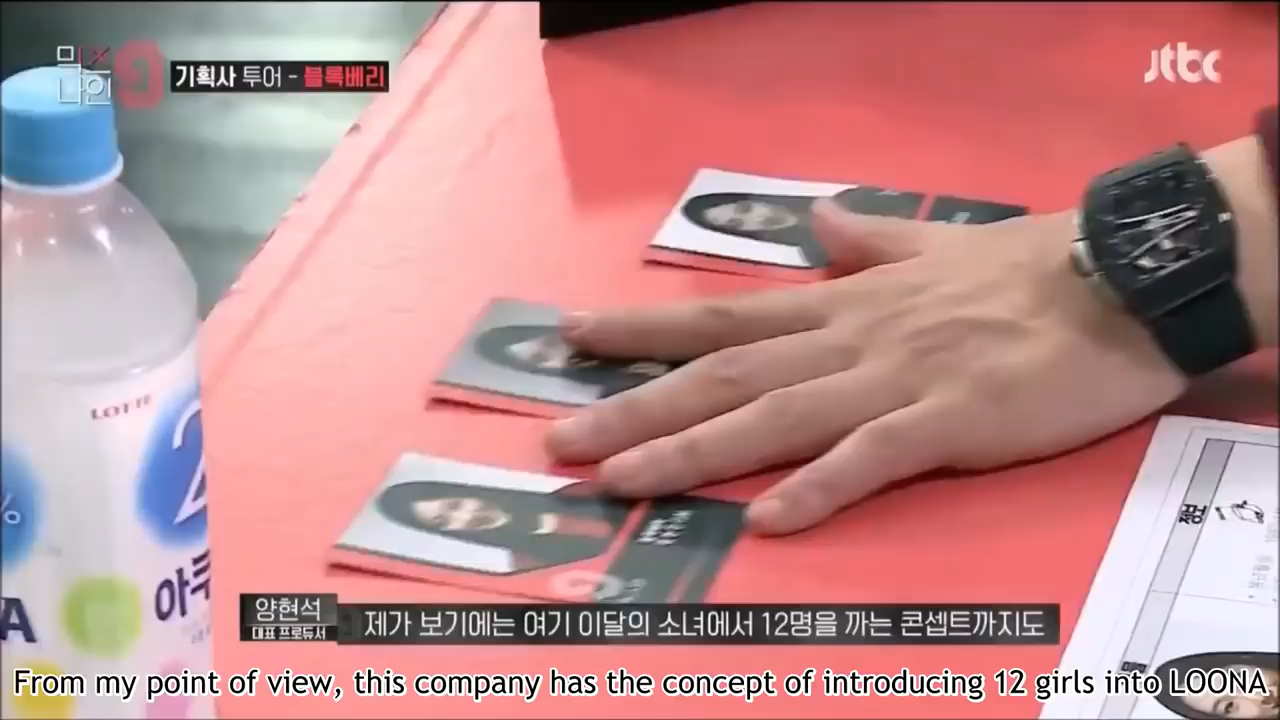 믹스
나인 9
기획사 투어 - 블록베리
jtbc
LOTTE
2
%
아쿠
A
양현석
대표 프로듀서
제가 보기에는 여기 이달의 소녀에서 12명을 까는 콘셉트까지도
From my point of view, this company has the concept of introducing 12 girls into LOONA